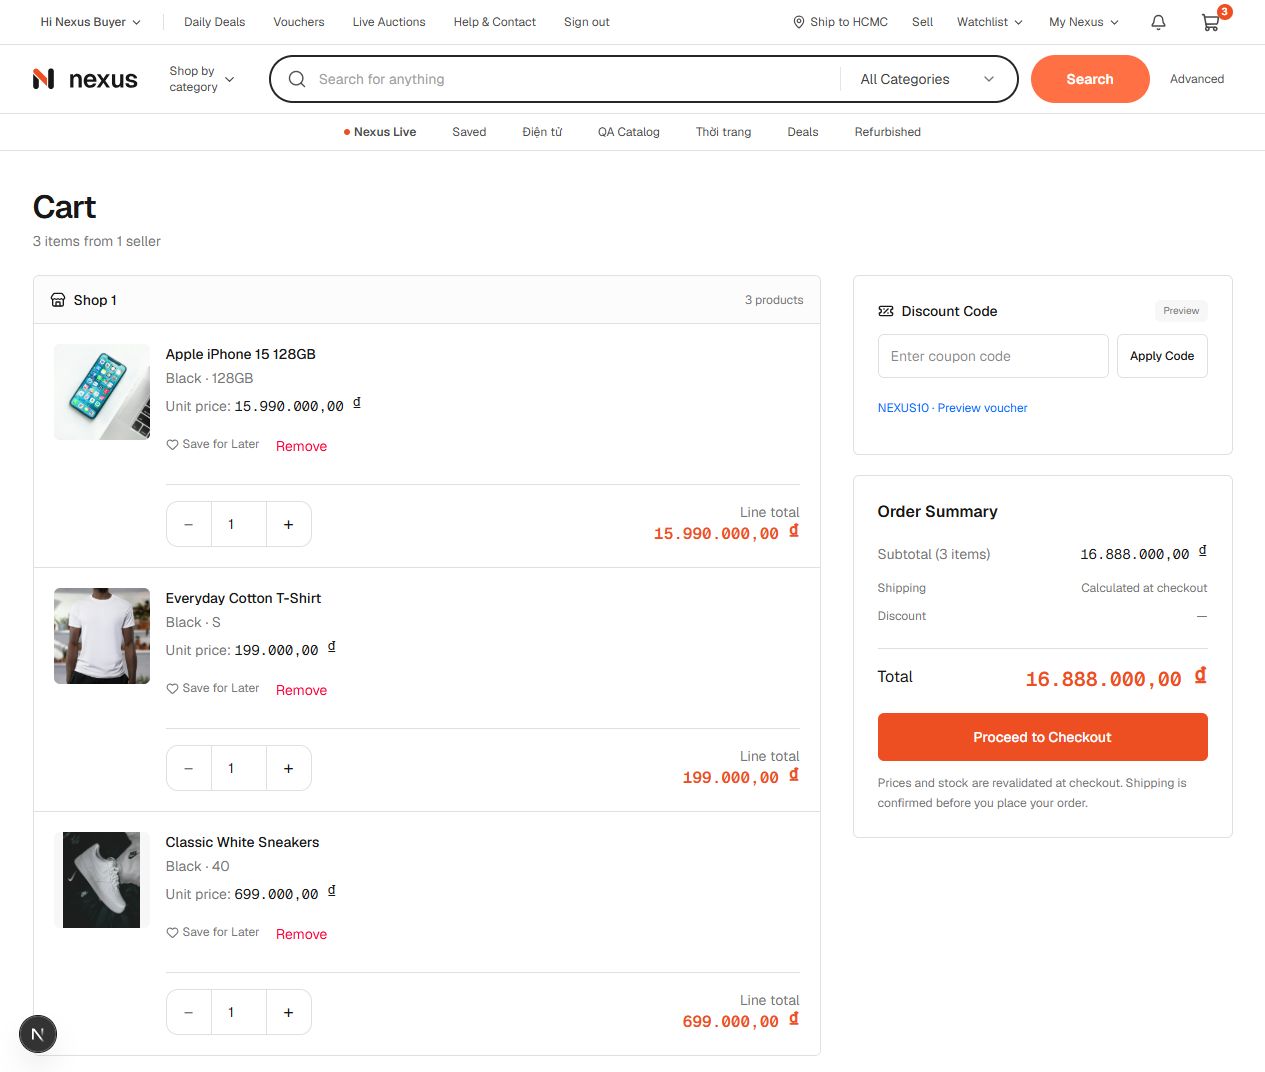 Hi Nexus Buyer
Daily Deals
Vouchers
Live Auctions
Help & Contact
Sign out
Ship to HCMC
Sell
Watchlist
My Nexus
3
nexus
Shop by
category
Search for anything
All Categories
Search
Advanced
Nexus Live
Saved
Điện tử
QA Catalog
Thời trang
Deals
Refurbished
Cart
3 items from 1 seller
Shop 1
3 products
Apple iPhone 15 128GB
Black · 128GB
Unit price: 15.990.000,00 ₫
Save for Later
Remove
− 1 +
Line total
15.990.000,00 ₫
Everyday Cotton T-Shirt
Black · S
Unit price: 199.000,00 ₫
Save for Later
Remove
− 1 +
Line total
199.000,00 ₫
Classic White Sneakers
Black · 40
Unit price: 699.000,00 ₫
Save for Later
Remove
− 1 +
Line total
699.000,00 ₫
Discount Code
Preview
Enter coupon code
Apply Code
NEXUS10 · Preview voucher
Order Summary
Subtotal (3 items) 16.888.000,00 ₫
Shipping Calculated at checkout
Discount —
Total 16.888.000,00 ₫
Proceed to Checkout
Prices and stock are revalidated at checkout. Shipping is
confirmed before you place your order.
N